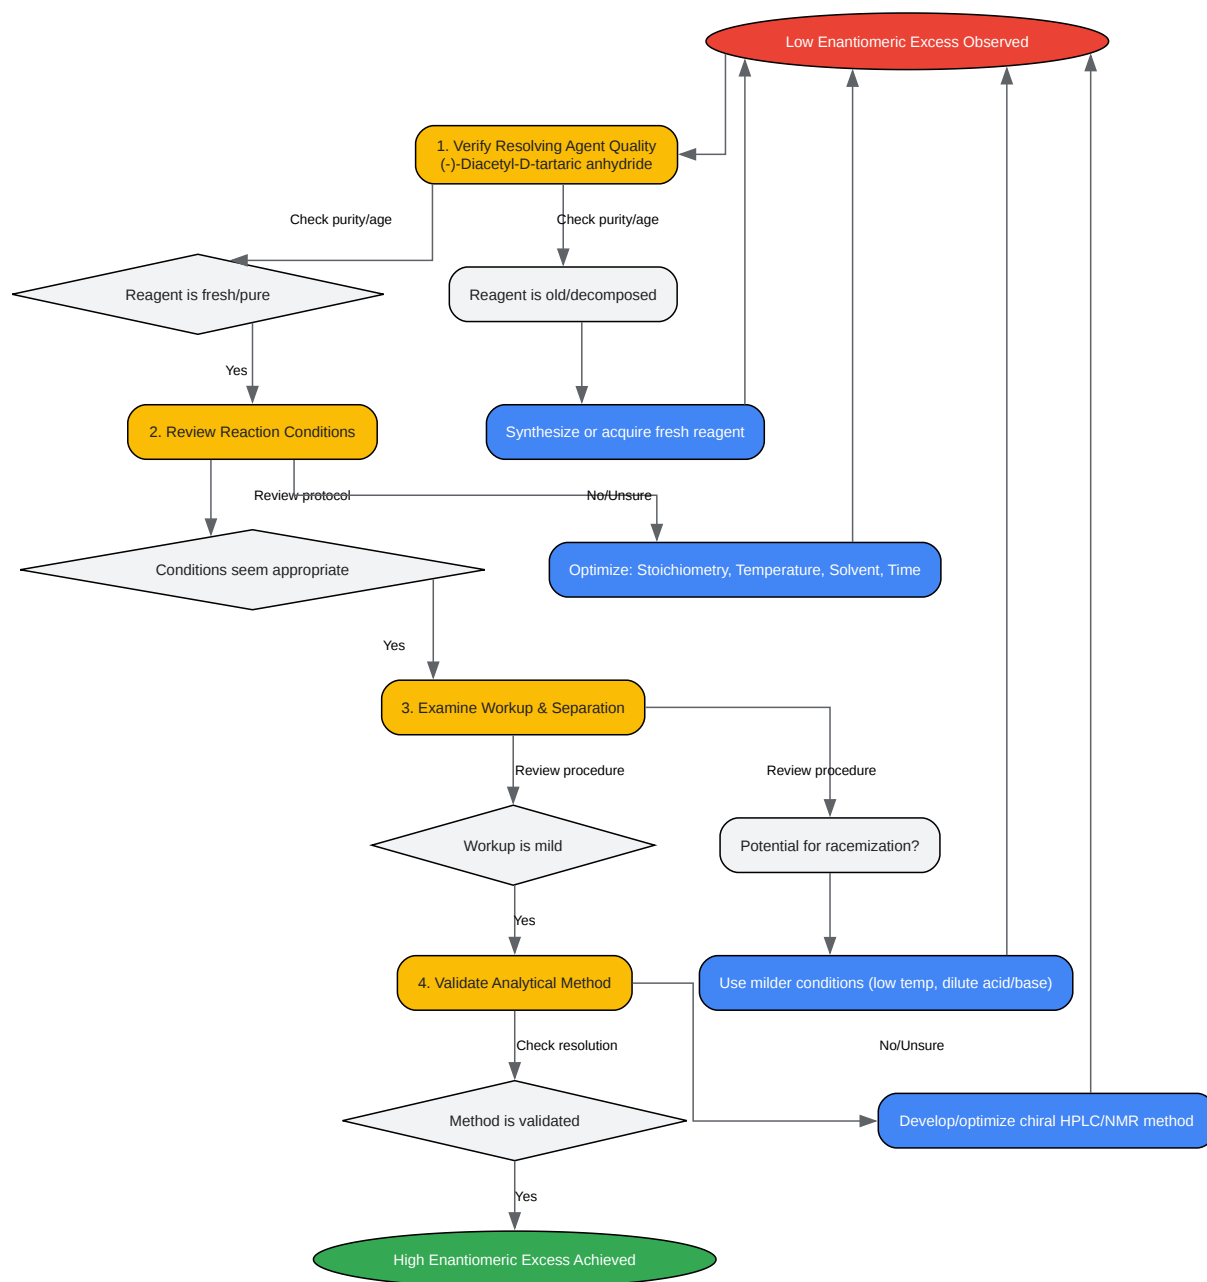 Low Enantiomeric Excess Observed
1. Verify Resolving Agent Quality
(-)-Diacetyl-D-tartaric anhydride
Check purity/age
Check purity/age
Reagent is fresh/pure
Reagent is old/decomposed
Yes
2. Review Reaction Conditions
Synthesize or acquire fresh reagent
Review protocol
No/Unsure
Conditions seem appropriate
Optimize: Stoichiometry, Temperature, Solvent, Time
Yes
3. Examine Workup & Separation
Review procedure
Review procedure
Workup is mild
Potential for racemization?
Yes
4. Validate Analytical Method
Use milder conditions (low temp, dilute acid/base)
Check resolution
No/Unsure
Method is validated
Develop/optimize chiral HPLC/NMR method
Yes
High Enantiomeric Excess Achieved